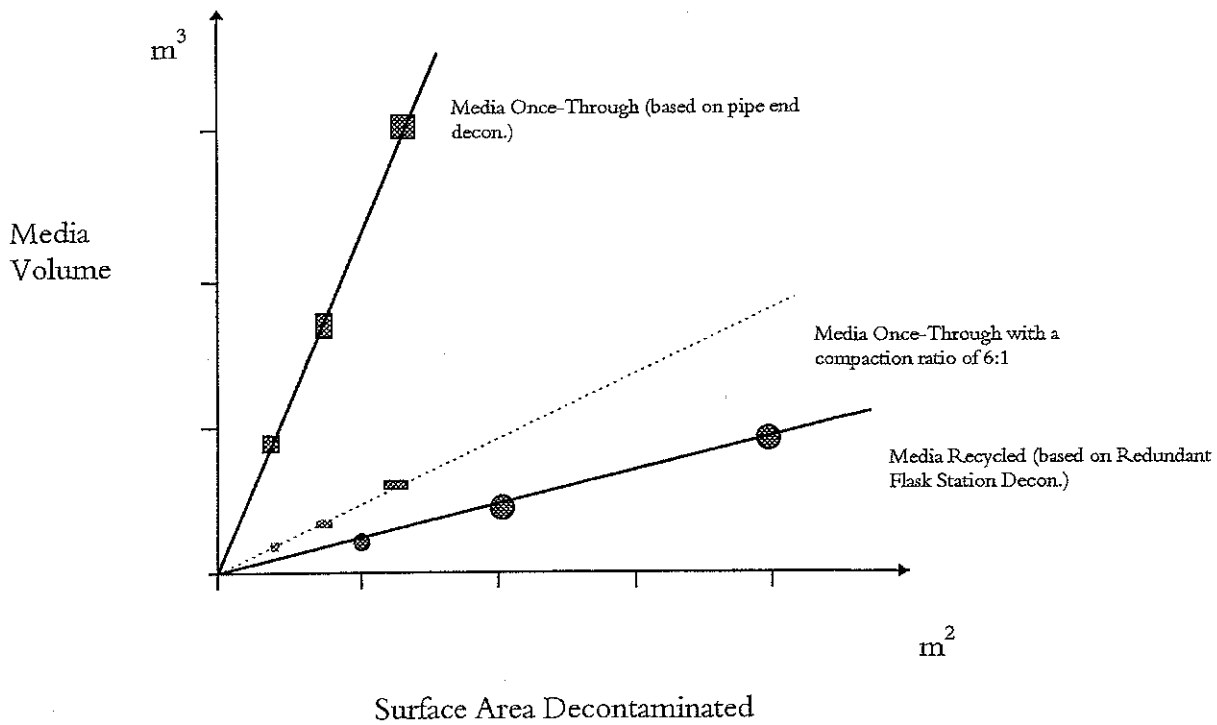 m³
Media Once-Through (based on pipe end
decon.)
Media
Volume
Media Once-Through with a
compaction ratio of 6:1
Media Recycled (based on Redundant
Flask Station Decon.)
m²
Surface Area Decontaminated